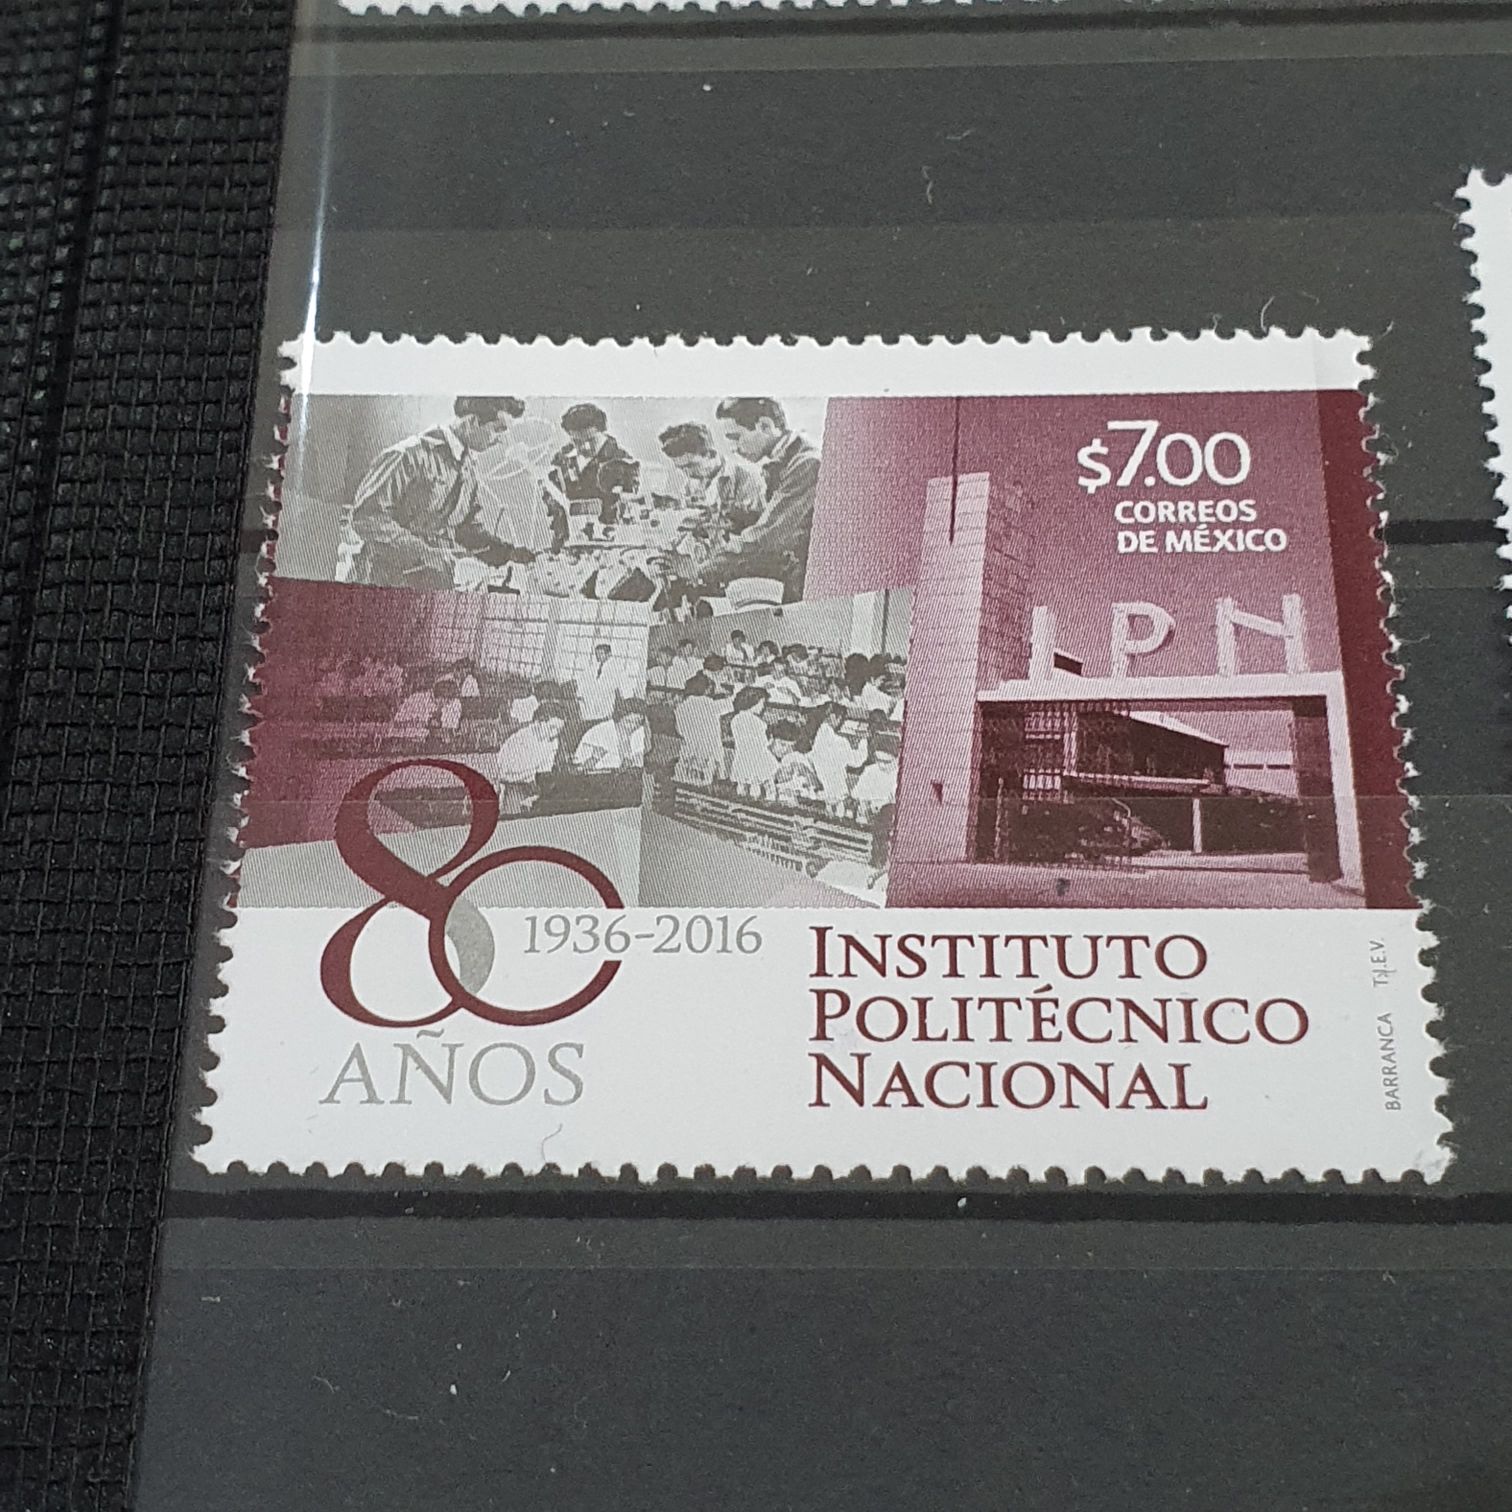 $7.00
CORREOS
DE MÉXICO
IPN
80
1936-2016
AÑOS
INSTITUTO
POLITÉCNICO
NACIONAL
BARRANCA T.I.E.V.